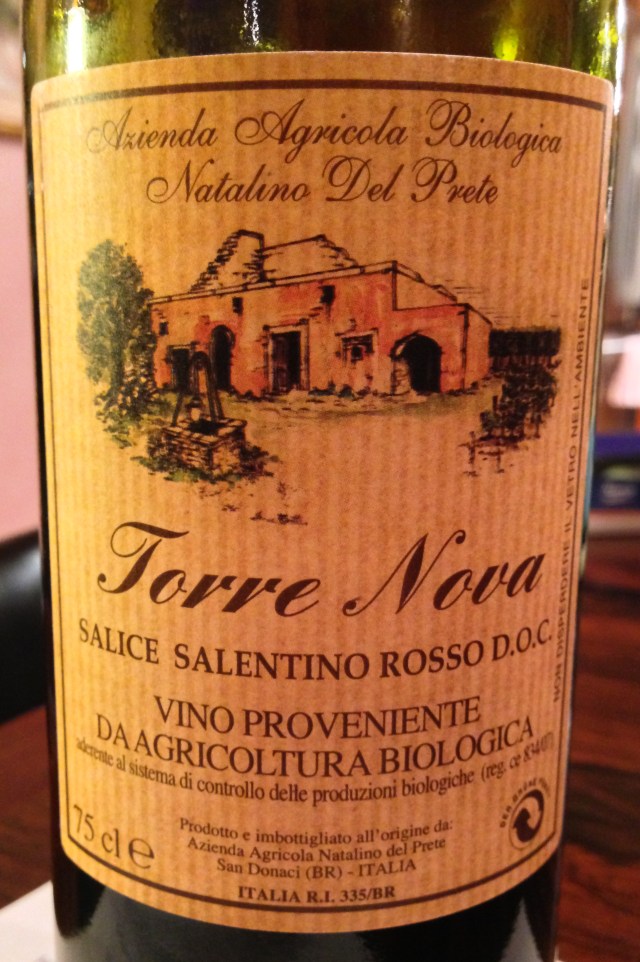 Azienda Agricola Biologica
Natalino Del Prete
Torre Nova
SALICE SALENTINO ROSSO D.O.C.
VINO PROVENIENTE
DA AGRICOLTURA BIOLOGICA
aderente al sistema di controllo delle produzioni biologiche (reg. ce 834/07)
75 cl e
Prodotto e imbottigliato all'origine da:
Azienda Agricola Natalino del Prete
San Donaci (BR) - ITALIA
ITALIA R.I. 335/BR
NON DISPERDERE IL VETRO NELL'AMBIENTE